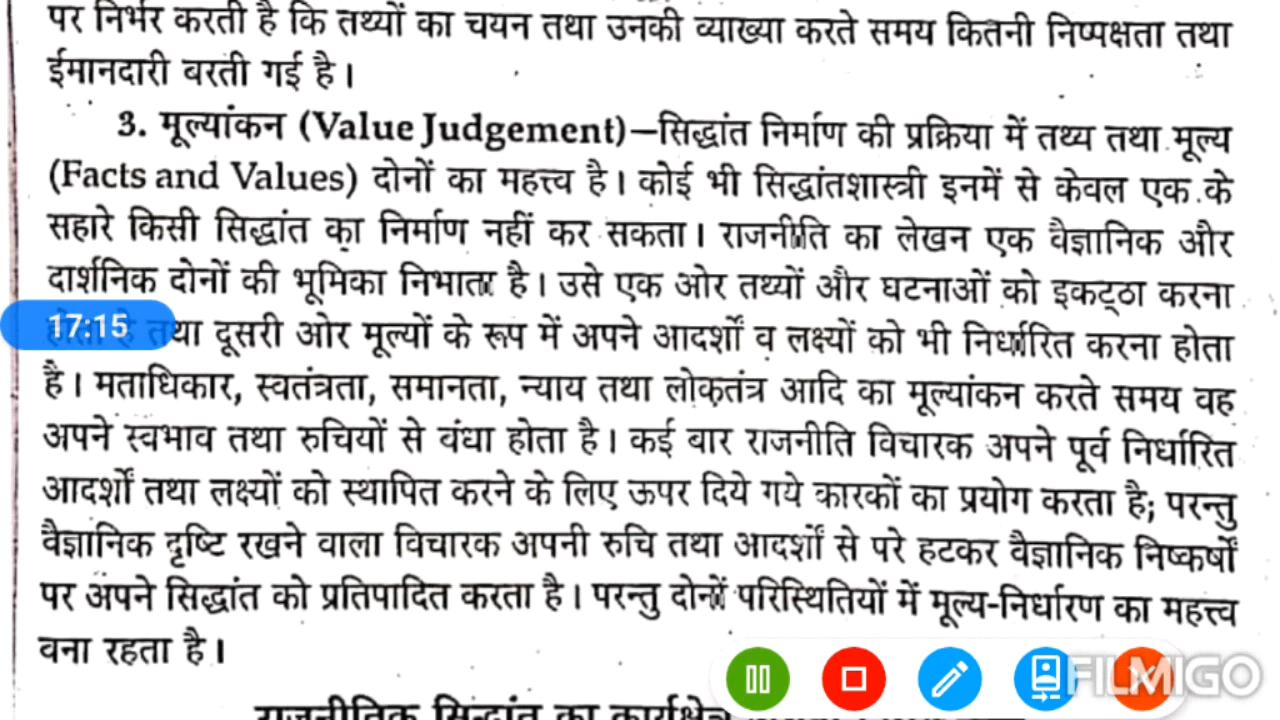 पर निर्भर करती है कि तथ्यों का चयन तथा उनकी व्याख्या करते समय कितनी निष्पक्षता तथा
ईमानदारी बरती गई है।
3. मूल्यांकन (Value Judgement)–सिद्धांत निर्माण की प्रक्रिया में तथ्य तथा मूल्य
(Facts and Values) दोनों का महत्त्व है। कोई भी सिद्धांतशास्त्री इनमें से केवल एक के
सहारे किसी सिद्धांत का निर्माण नहीं कर सकता। राजनीति का लेखन एक वैज्ञानिक और
दार्शनिक दोनों की भूमिका निभाता है। उसे एक ओर तथ्यों और घटनाओं को इकट्ठा करना
17:15 तथा दूसरी ओर मूल्यों के रूप में अपने आदर्शों व लक्ष्यों को भी निर्धारित करना होता
है। मताधिकार, स्वतंत्रता, समानता, न्याय तथा लोकतंत्र आदि का मूल्यांकन करते समय वह
अपने स्वभाव तथा रुचियों से बंधा होता है। कई बार राजनीति विचारक अपने पूर्व निर्धारित
आदर्शों तथा लक्ष्यों को स्थापित करने के लिए ऊपर दिये गये कारकों का प्रयोग करता है; परन्तु
वैज्ञानिक दृष्टि रखने वाला विचारक अपनी रुचि तथा आदर्शों से परे हटकर वैज्ञानिक निष्कर्षों
पर अपने सिद्धांत को प्रतिपादित करता है। परन्तु दोनों परिस्थितियों में मूल्य-निर्धारण का महत्त्व
बना रहता है।
FILMIGO
राजनीतिक सिद्धांत का कार्यक्षेत्र